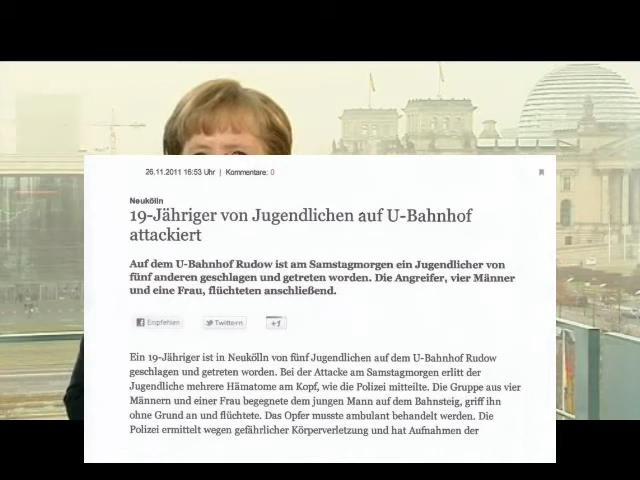 26.11.2011 16:53 Uhr | Kommentare: 0
Neukölln
19-Jähriger von Jugendlichen auf U-Bahnhof
attackiert
Auf dem U-Bahnhof Rudow ist am Samstagmorgen ein Jugendlicher von
fünf anderen geschlagen und getreten worden. Die Angreifer, vier Männer
und eine Frau, flüchteten anschließend.
Empfehlen Twittern +1
Ein 19-Jähriger ist in Neukölln von fünf Jugendlichen auf dem U-Bahnhof Rudow
geschlagen und getreten worden. Bei der Attacke am Samstagmorgen erlitt der
Jugendliche mehrere Hämatome am Kopf, wie die Polizei mitteilte. Die Gruppe aus vier
Männern und einer Frau begegnete dem jungen Mann auf dem Bahnsteig, griff ihn
ohne Grund an und flüchtete. Das Opfer musste ambulant behandelt werden. Die
Polizei ermittelt wegen gefährlicher Körperverletzung und hat Aufnahmen der